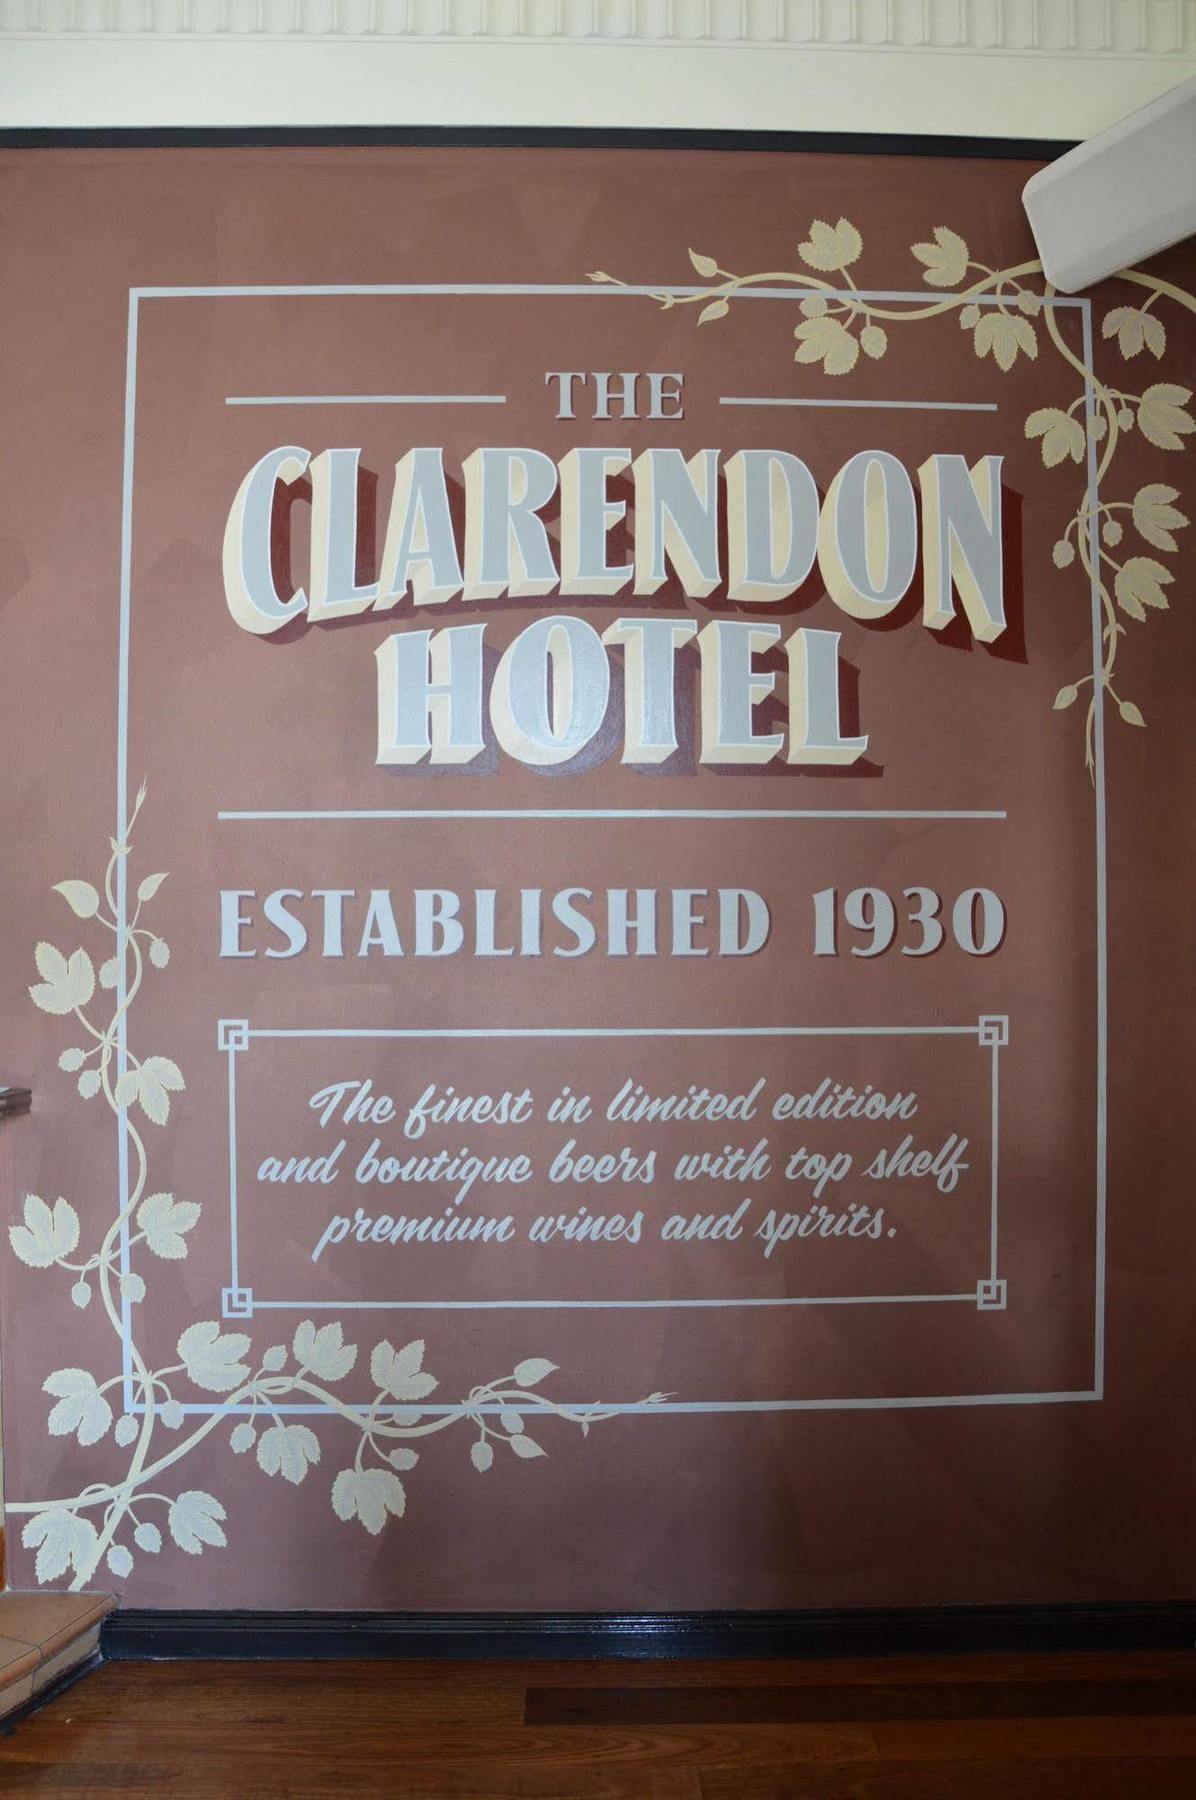 THE
CLARENDON
HOTEL
ESTABLISHED 1930
The finest in limited edition
and boutique beers with top shelf
premium wines and spirits.